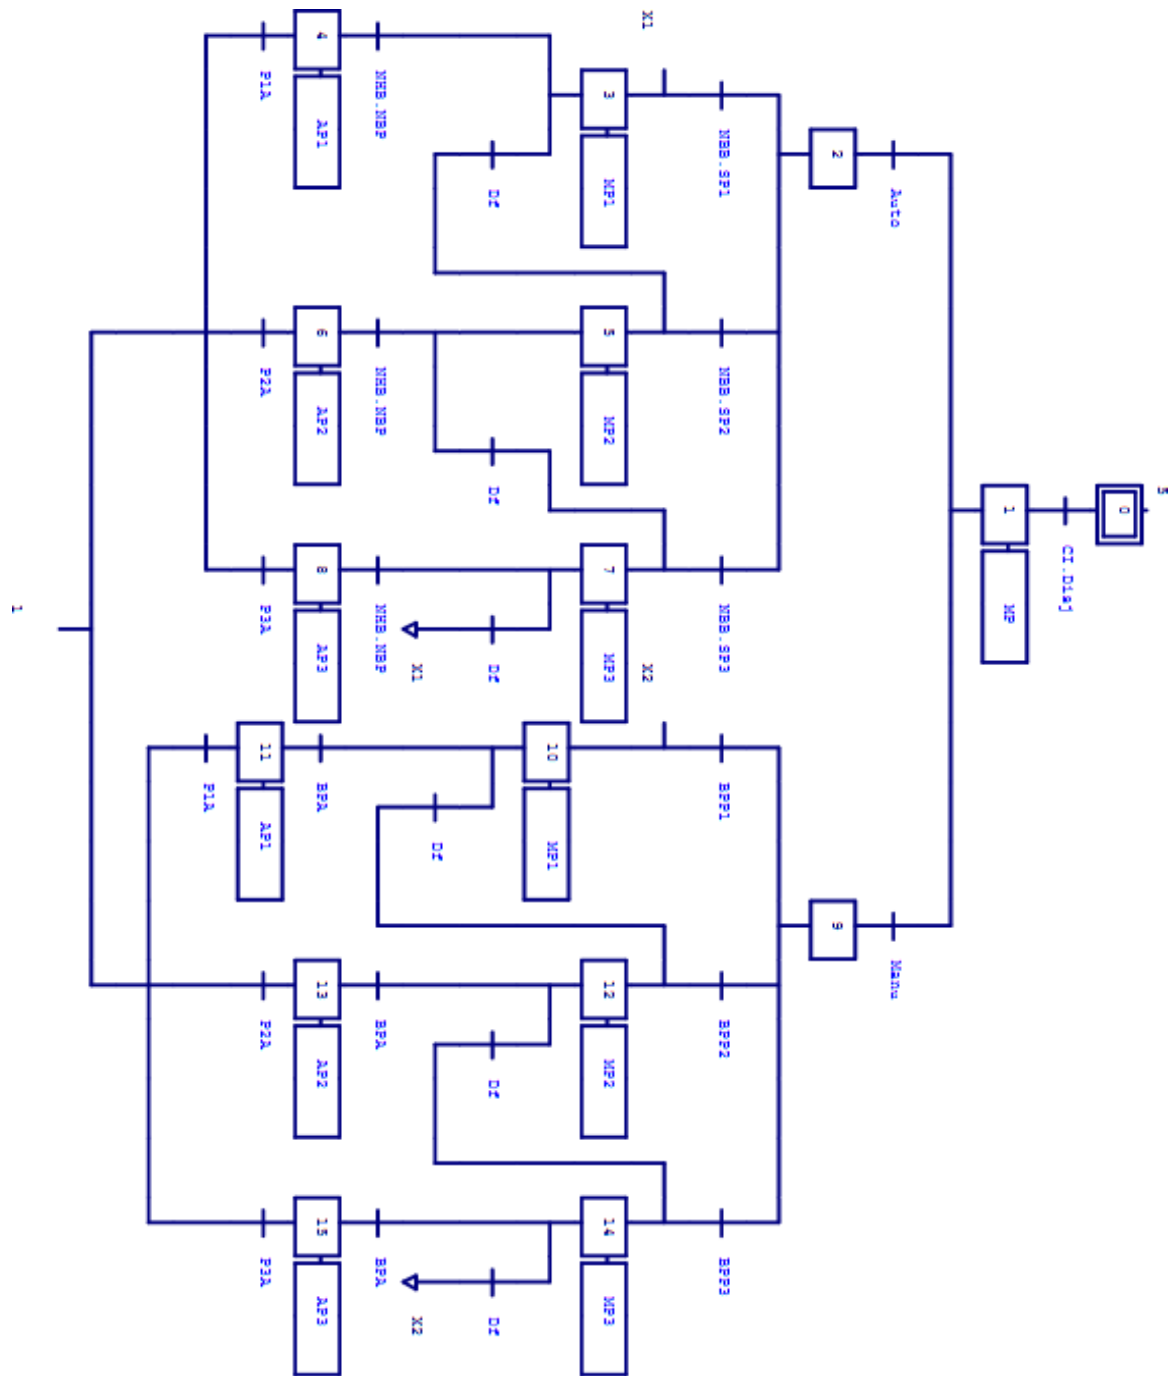 5
0
CI.Disj
1
MP
Auto
Manu
2
9
NBB.SP1
NBB.SP2
NBB.SP3
BPP1
BPP2
BPP3
X1
X2
3
MP1
5
MP2
7
MP3
10
MP1
12
MP2
14
MP3
Df
Df
Df
Df
Df
Df
X1
X2
NHB.NBP
NHB.NBP
NHB.NBP
BPA
BPA
BPA
4
AP1
6
AP2
8
AP3
11
AP1
13
AP2
15
AP3
P1A
P2A
P3A
P1A
P2A
P3A
1